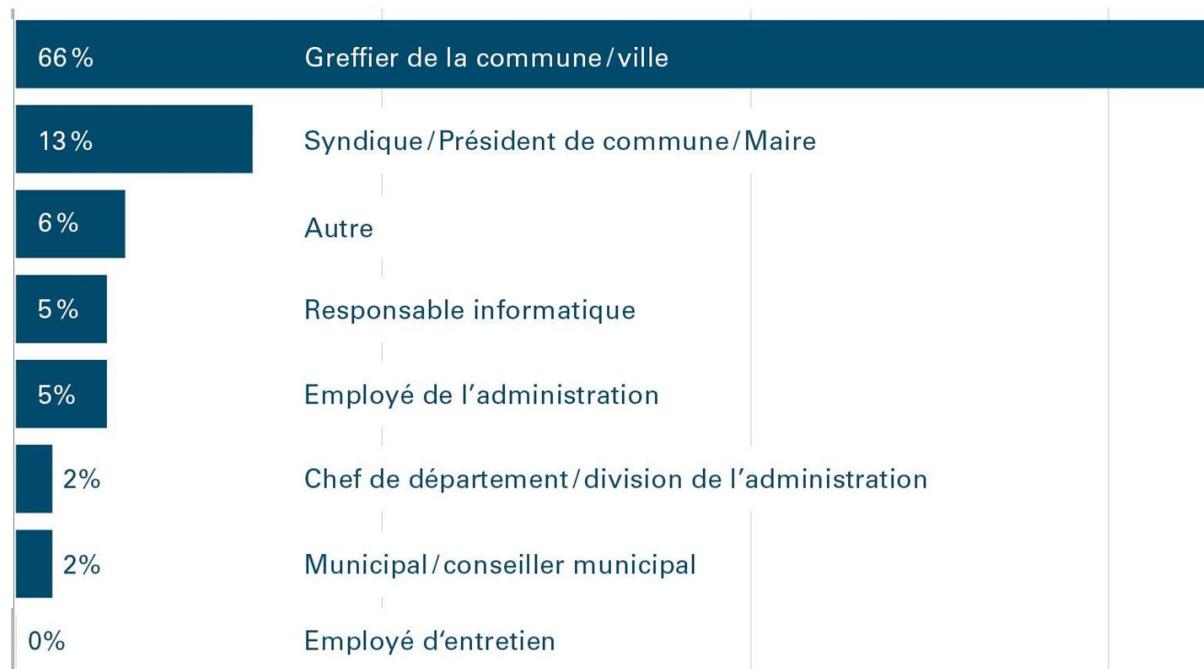 66 % Greffier de la commune / ville
13 % Syndique / Président de commune / Maire
6 % Autre
5 % Responsable informatique
5% Employé de l’administration
2% Chef de département / division de l’administration
2% Municipal / conseiller municipal
0% Employé d‘entretien